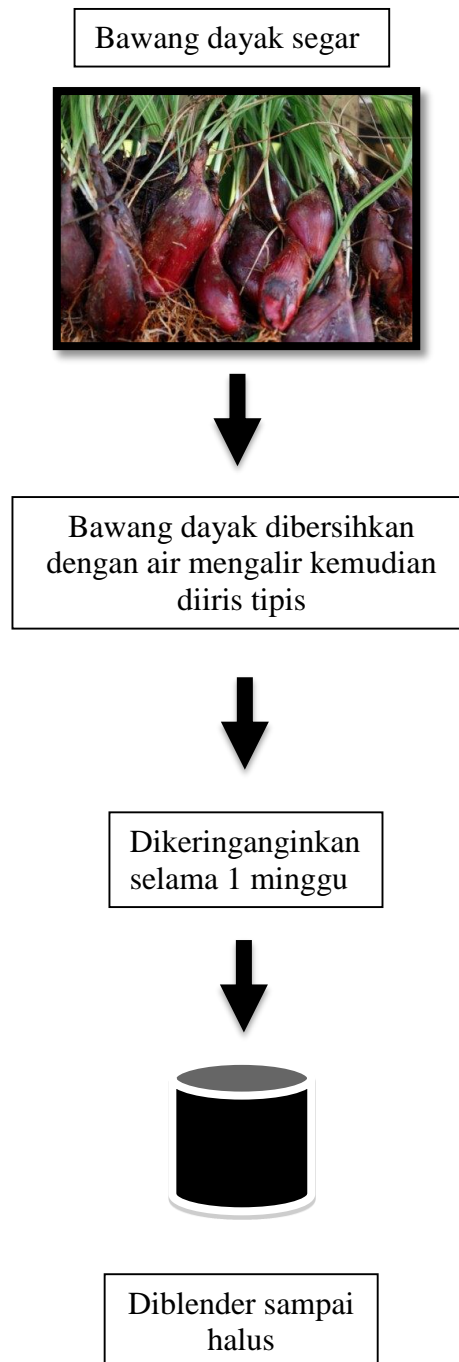 Bawang dayak segar
Bawang dayak dibersihkan
dengan air mengalir kemudian
diiris tipis
Dikeringanginkan
selama 1 minggu
Diblender sampai
halus